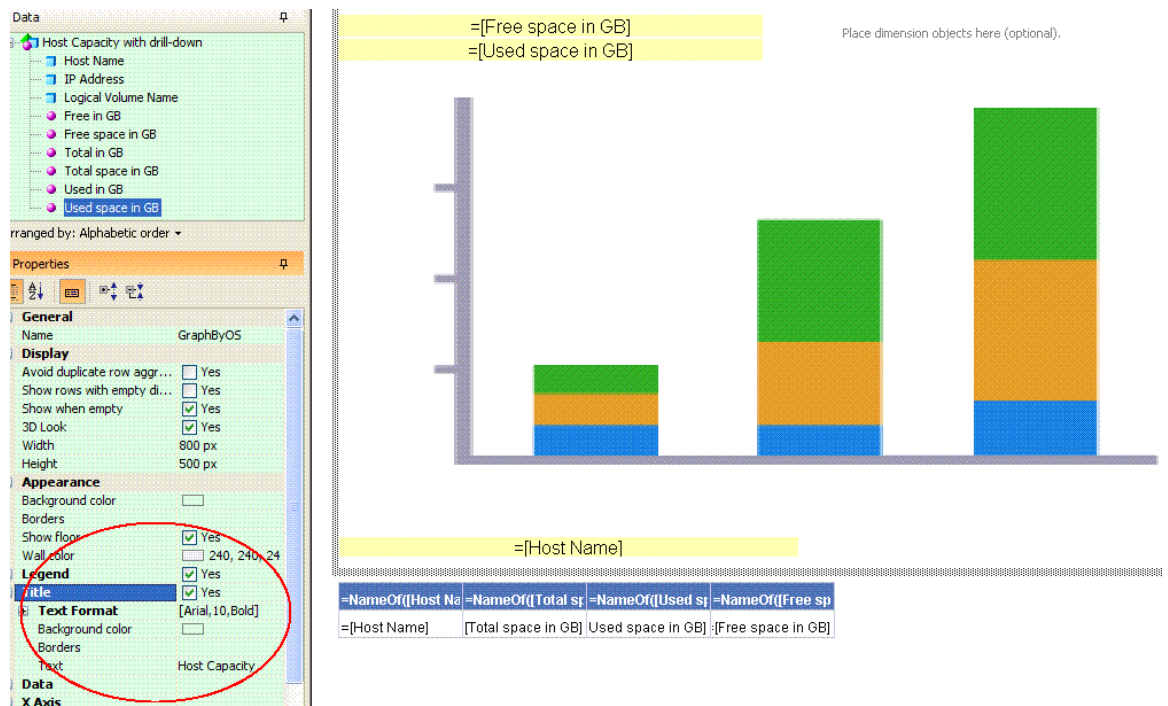 Data
Host Capacity with drill-down
Host Name
IP Address
Logical Volume Name
Free in GB
Free space in GB
Total in GB
Total space in GB
Used in GB
Used space in GB
rranged by: Alphabetic order
Properties
General
Name GraphByOS
Display
Avoid duplicate row aggr... Yes
Show rows with empty di... Yes
Show when empty Yes
3D Look Yes
Width 800 px
Height 500 px
Appearance
Background color
Borders
Show floor Yes
Wall color 240, 240, 24
Legend Yes
Title Yes
Text Format [Arial,10,Bold]
Background color
Borders
Text Host Capacity
Data
X Axis
=[Free space in GB]
=[Used space in GB]
Place dimension objects here (optional).
=[Host Name]
=NameOf([Host Na =NameOf([Total sp =NameOf([Used sp =NameOf([Free sp
=[Host Name] [Total space in GB] Used space in GB] :[Free space in GB]